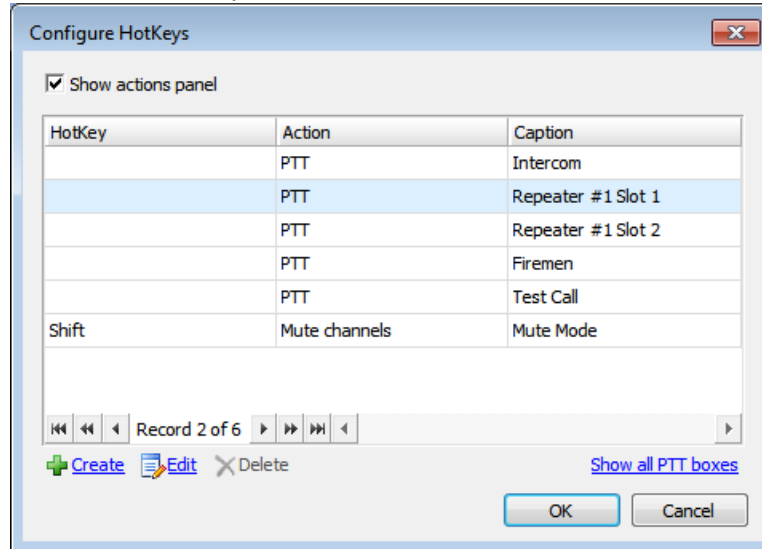 Configure HotKeys
Show actions panel
HotKey Action Caption
PTT Intercom
PTT Repeater #1 Slot 1
PTT Repeater #1 Slot 2
PTT Firemen
PTT Test Call
Shift Mute channels Mute Mode
Record 2 of 6
Create Edit Delete Show all PTT boxes
OK Cancel